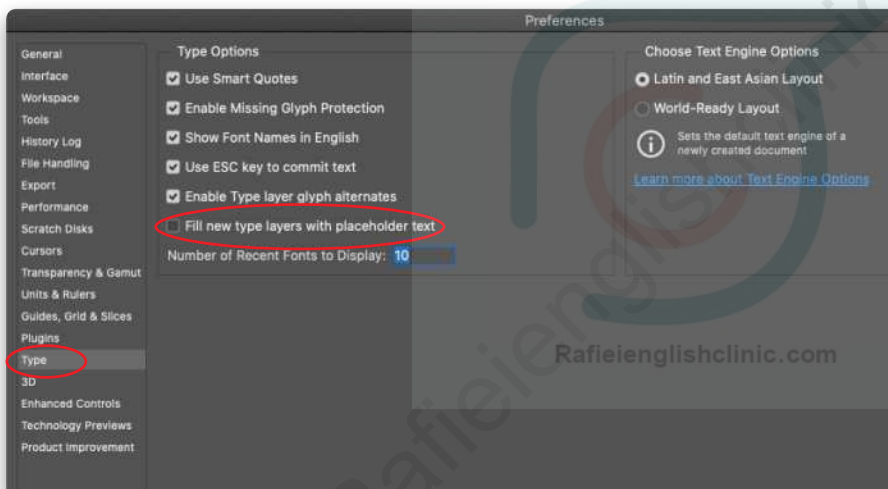 Preferences
General
Interface
Workspace
Tools
History Log
File Handling
Export
Performance
Scratch Disks
Cursors
Transparency & Gamut
Units & Rulers
Guides, Grid & Slices
Plugins
Type
3D
Enhanced Controls
Technology Previews
Product Improvement
Type Options
Use Smart Quotes
Enable Missing Glyph Protection
Show Font Names in English
Use ESC key to commit text
Enable Type layer glyph alternates
Fill new type layers with placeholder text
Number of Recent Fonts to Display: 10
Choose Text Engine Options
Latin and East Asian Layout
World-Ready Layout
Sets the default text engine of a
newly created document
Learn more about Text Engine Options
Rafieienglishclinic.com
Rafieienglishclinic